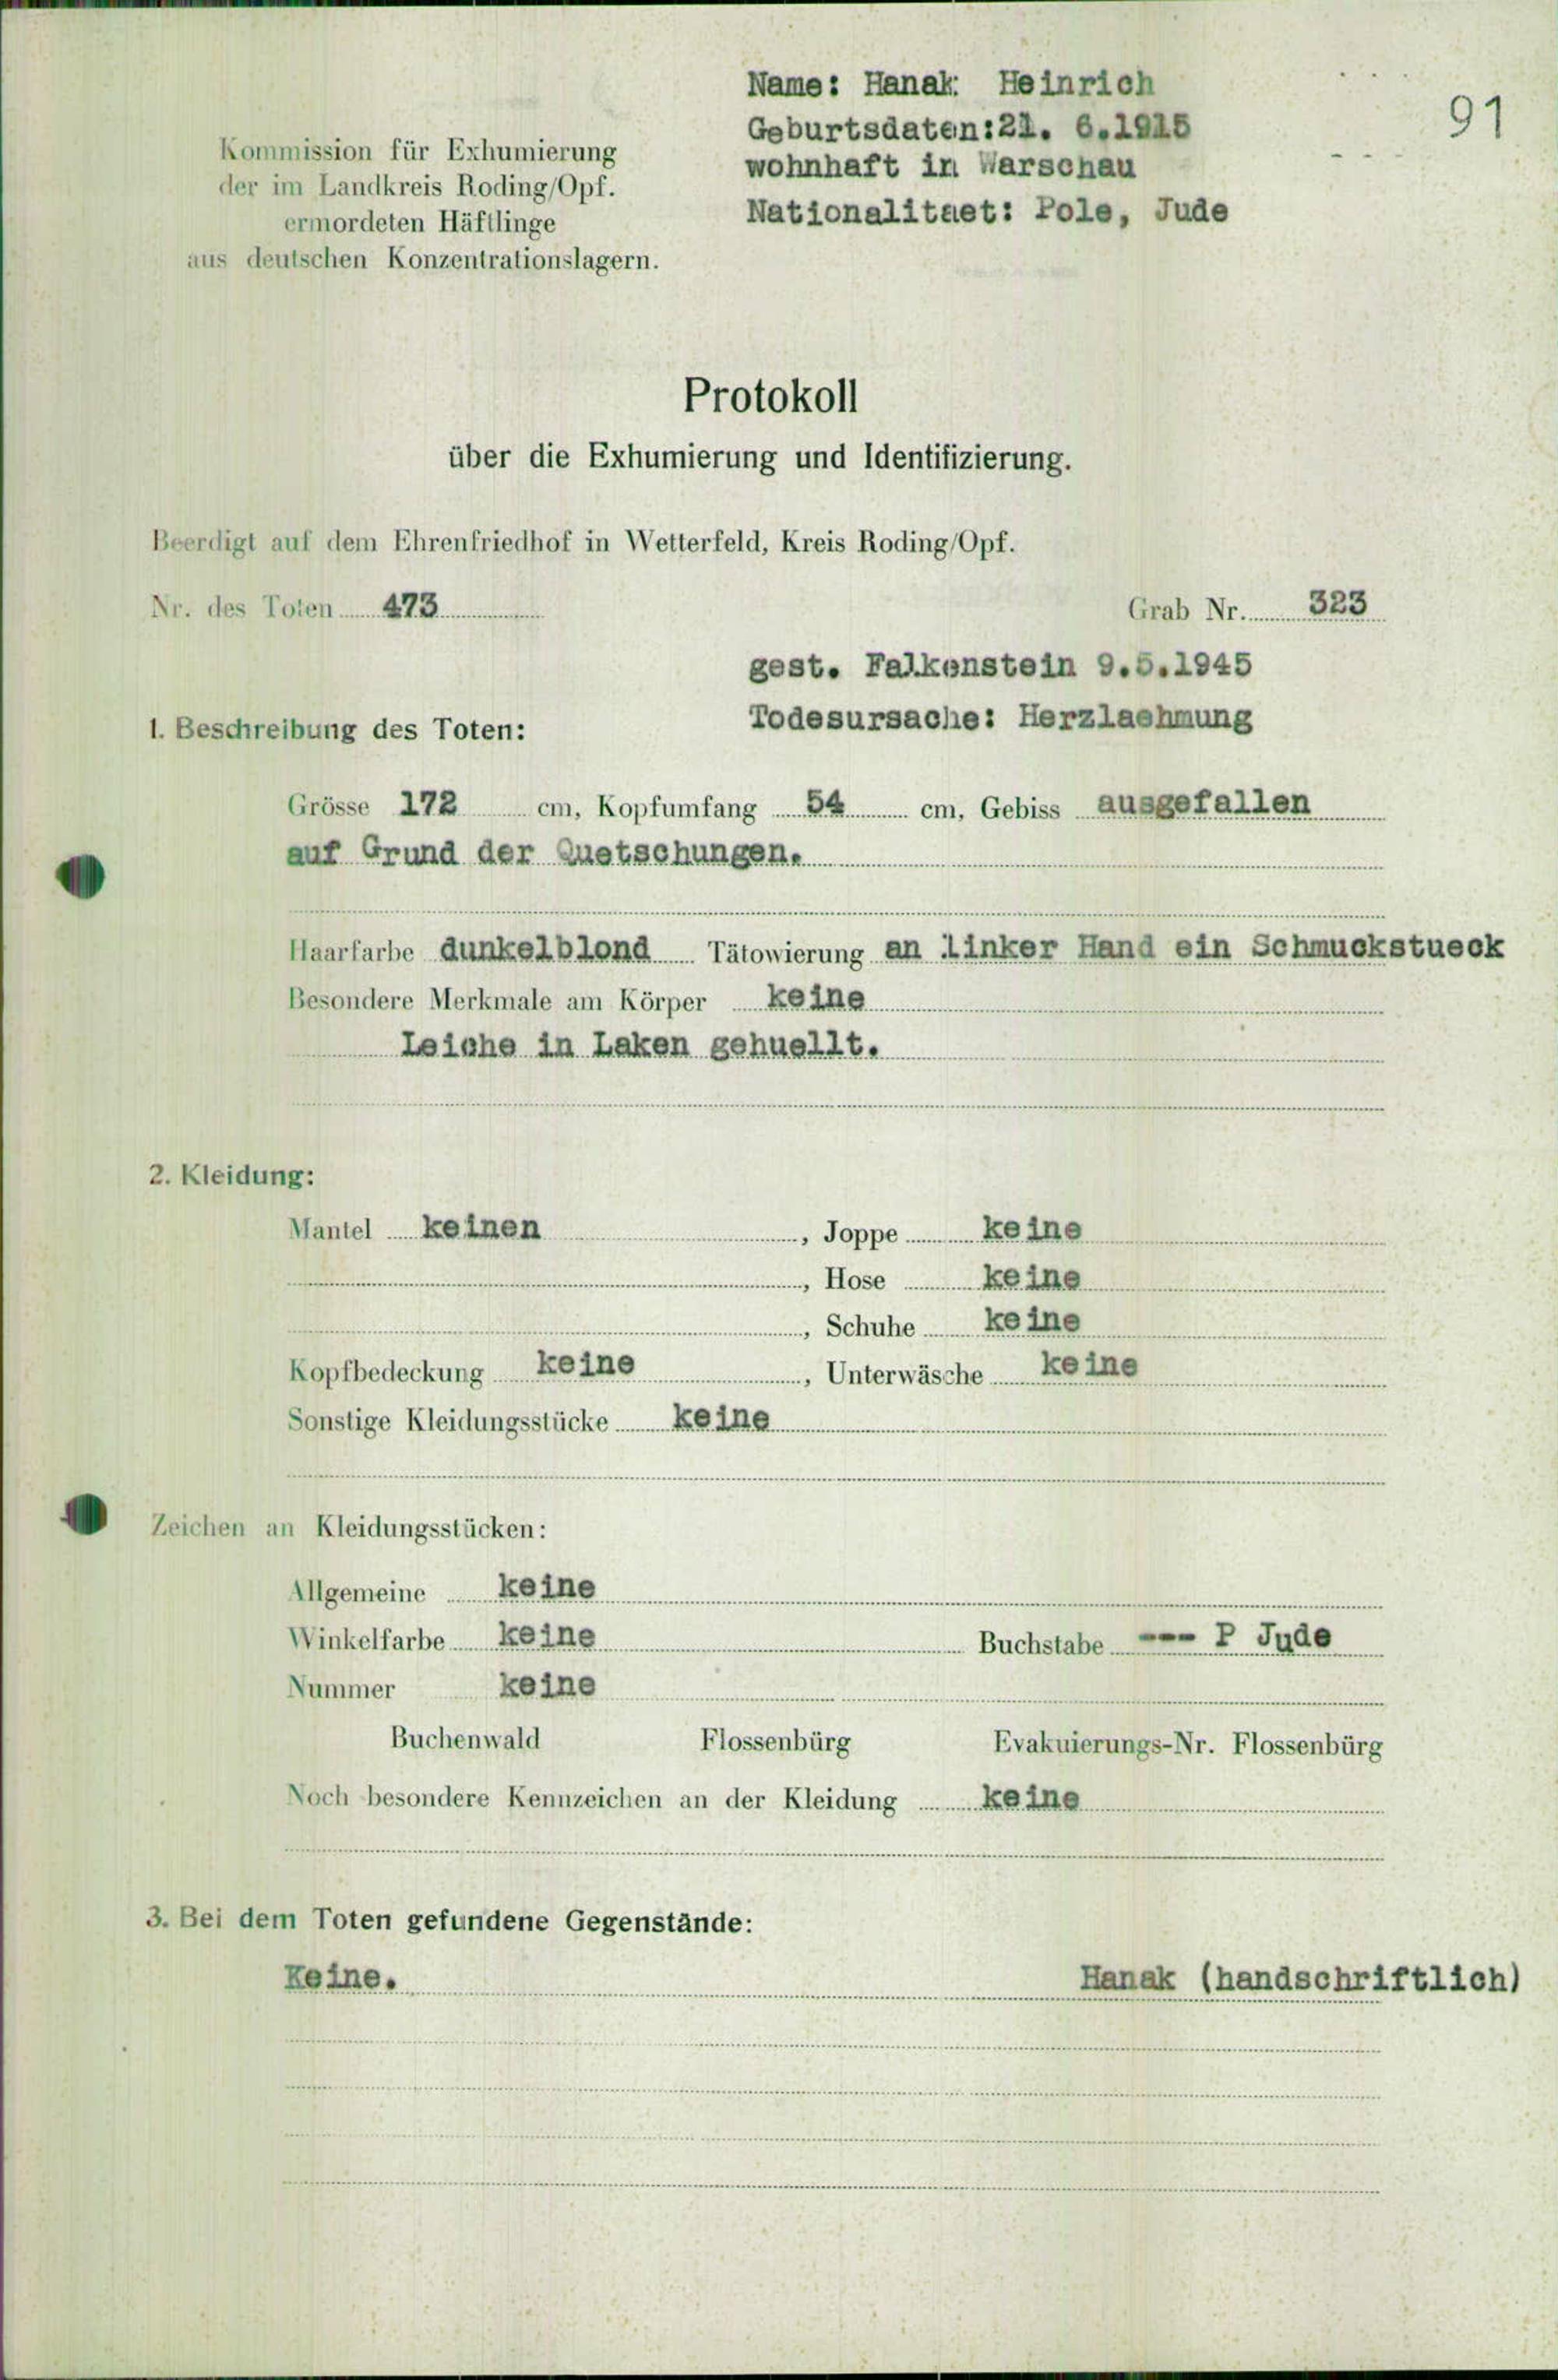 Name: Hanak Heinrich
Geburtsdaten:21. 6.1915
wohnhaft in Warschau
Nationalitaet: Pole, Jude
91
Kommission für Exhumierung
der im Landkreis Roding/Opf.
ermordeten Häftlinge
aus deutschen Konzentrationslagern.
Protokoll
über die Exhumierung und Identifizierung.
Beerdigt auf dem Ehrenfriedhof in Wetterfeld, Kreis Roding/Opf.
Nr. des Toten 473 Grab Nr. 323
gest. Falkenstein 9.5.1945
Todesursache: Herzlaehmung
1. Beschreibung des Toten:
Grösse 172 cm, Kopfumfang 54 cm, Gebiss ausgefallen
auf Grund der Quetschungen.
Haarfarbe dunkelblond Tätowierung an linker Hand ein Schmuckstueck
Besondere Merkmale am Körper keine
Leiche in Laken gehuellt.
2. Kleidung:
Mantel keinen , Joppe keine
, Hose keine
, Schuhe keine
Kopfbedeckung keine , Unterwäsche keine
Sonstige Kleidungsstücke keine
Zeichen an Kleidungsstücken:
Allgemeine keine
Winkelfarbe keine Buchstabe --- P Jude
Nummer keine
Buchenwald Flossenbürg Evakuierungs-Nr. Flossenbürg
Noch besondere Kennzeichen an der Kleidung keine
3. Bei dem Toten gefundene Gegenstände:
Keine. Hanak (handschriftlich)